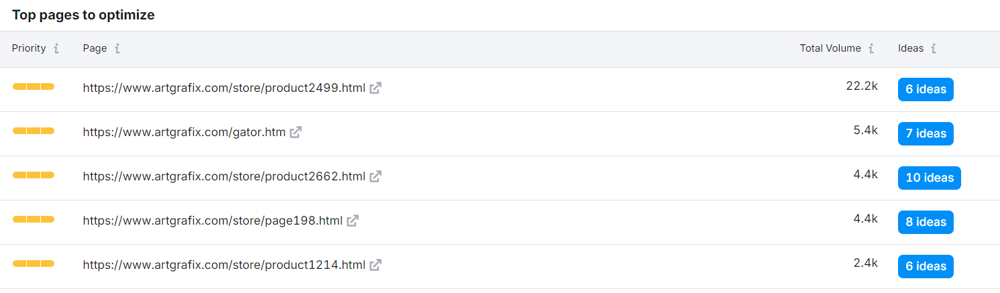 Top pages to optimize
Priority i Page i Total Volume i Ideas i
https://www.artgrafix.com/store/product2499.html 22.2k 6 ideas
https://www.artgrafix.com/gator.htm 5.4k 7 ideas
https://www.artgrafix.com/store/product2662.html 4.4k 10 ideas
https://www.artgrafix.com/store/page198.html 4.4k 8 ideas
https://www.artgrafix.com/store/product1214.html 2.4k 6 ideas